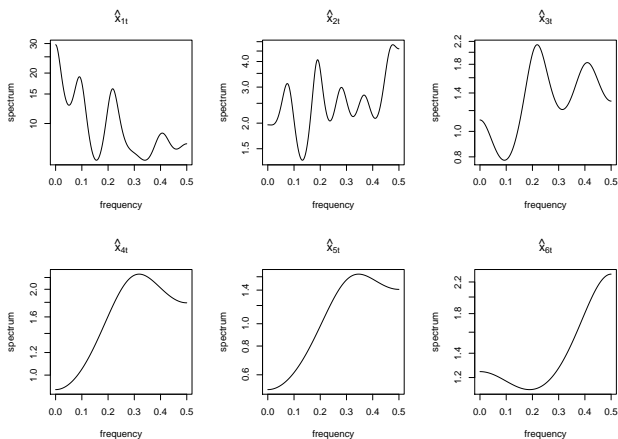 x̂1t
spectrum
10 15 20 30
0.0 0.1 0.2 0.3 0.4 0.5
frequency
x̂2t
spectrum
1.5 2.0 3.0 4.0
0.0 0.1 0.2 0.3 0.4 0.5
frequency
x̂3t
spectrum
0.8 1.0 1.4 1.8 2.2
0.0 0.1 0.2 0.3 0.4 0.5
frequency
x̂4t
spectrum
1.0 1.2 1.6 2.0
0.0 0.1 0.2 0.3 0.4 0.5
frequency
x̂5t
spectrum
0.6 0.8 1.0 1.4
0.0 0.1 0.2 0.3 0.4 0.5
frequency
x̂6t
spectrum
1.2 1.4 1.8 2.2
0.0 0.1 0.2 0.3 0.4 0.5
frequency